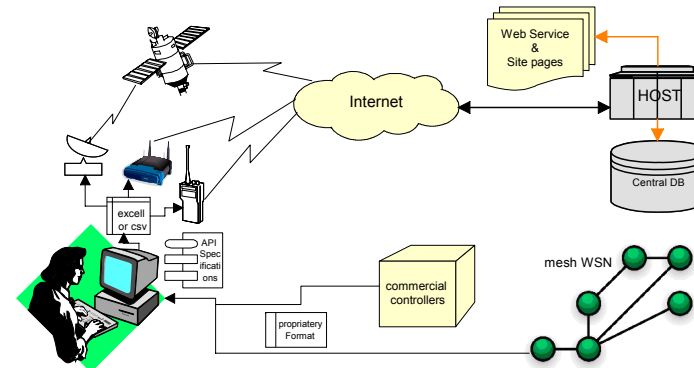 Web Service
&
Site pages
Internet
HOST
Central DB
excell
or csv
API
Spec
ificati
ons
mesh WSN
commercial
controllers
propriatery
Format